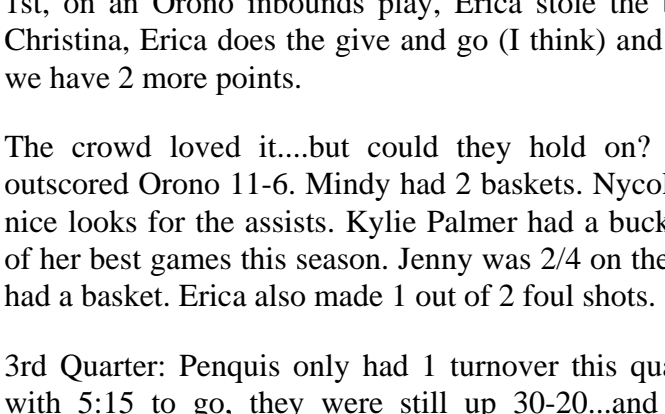 1st, on an Orono inbounds play, Erica stole the
Christina, Erica does the give and go (I think) and
we have 2 more points.
The crowd loved it....but could they hold on?
outscored Orono 11-6. Mindy had 2 baskets.
nice looks for the assists. Kylie Palmer had a
of her best games this season. Jenny was 2/4 on the
had a basket. Erica also made 1 out of 2 foul shots.
3rd Quarter: Penquis only had 1 turnover this
with 5:15 to go, they were still up 30-20...and